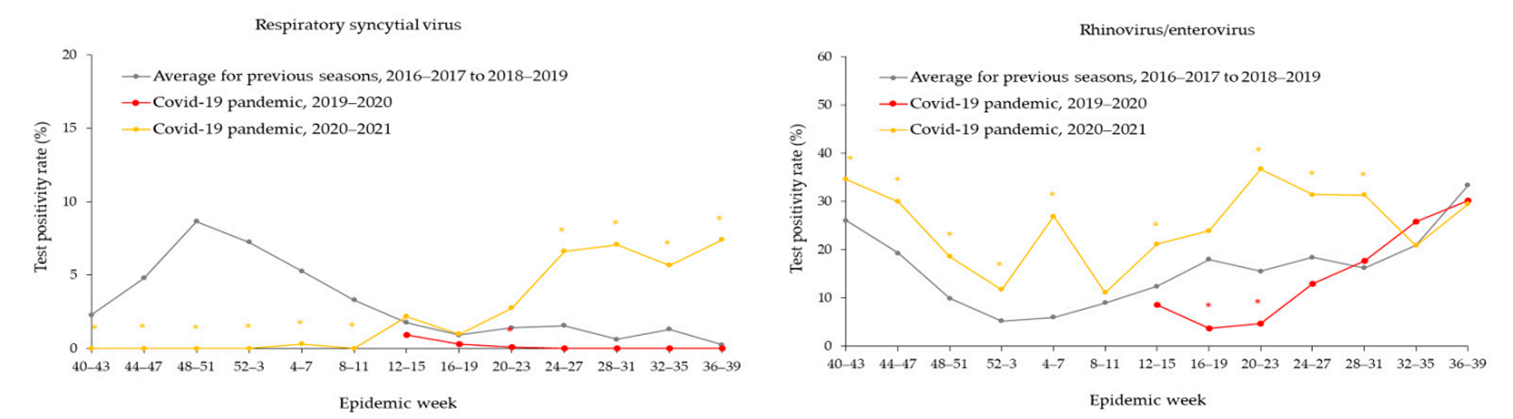 Respiratory syncytial virus
Test positivity rate (%)
20
15
10
5
0
Average for previous seasons, 2016–2017 to 2018–2019
Covid-19 pandemic, 2019–2020
Covid-19 pandemic, 2020–2021
40–43 44–47 48–51 52–3 4–7 8–11 12–15 16–19 20–23 24–27 28–31 32–35 36–39
Epidemic week
Rhinovirus/enterovirus
Test positivity rate (%)
60
50
40
30
20
10
0
Average for previous seasons, 2016–2017 to 2018–2019
Covid-19 pandemic, 2019–2020
Covid-19 pandemic, 2020–2021
40–43 44–47 48–51 52–3 4–7 8–11 12–15 16–19 20–23 24–27 28–31 32–35 36–39
Epidemic week